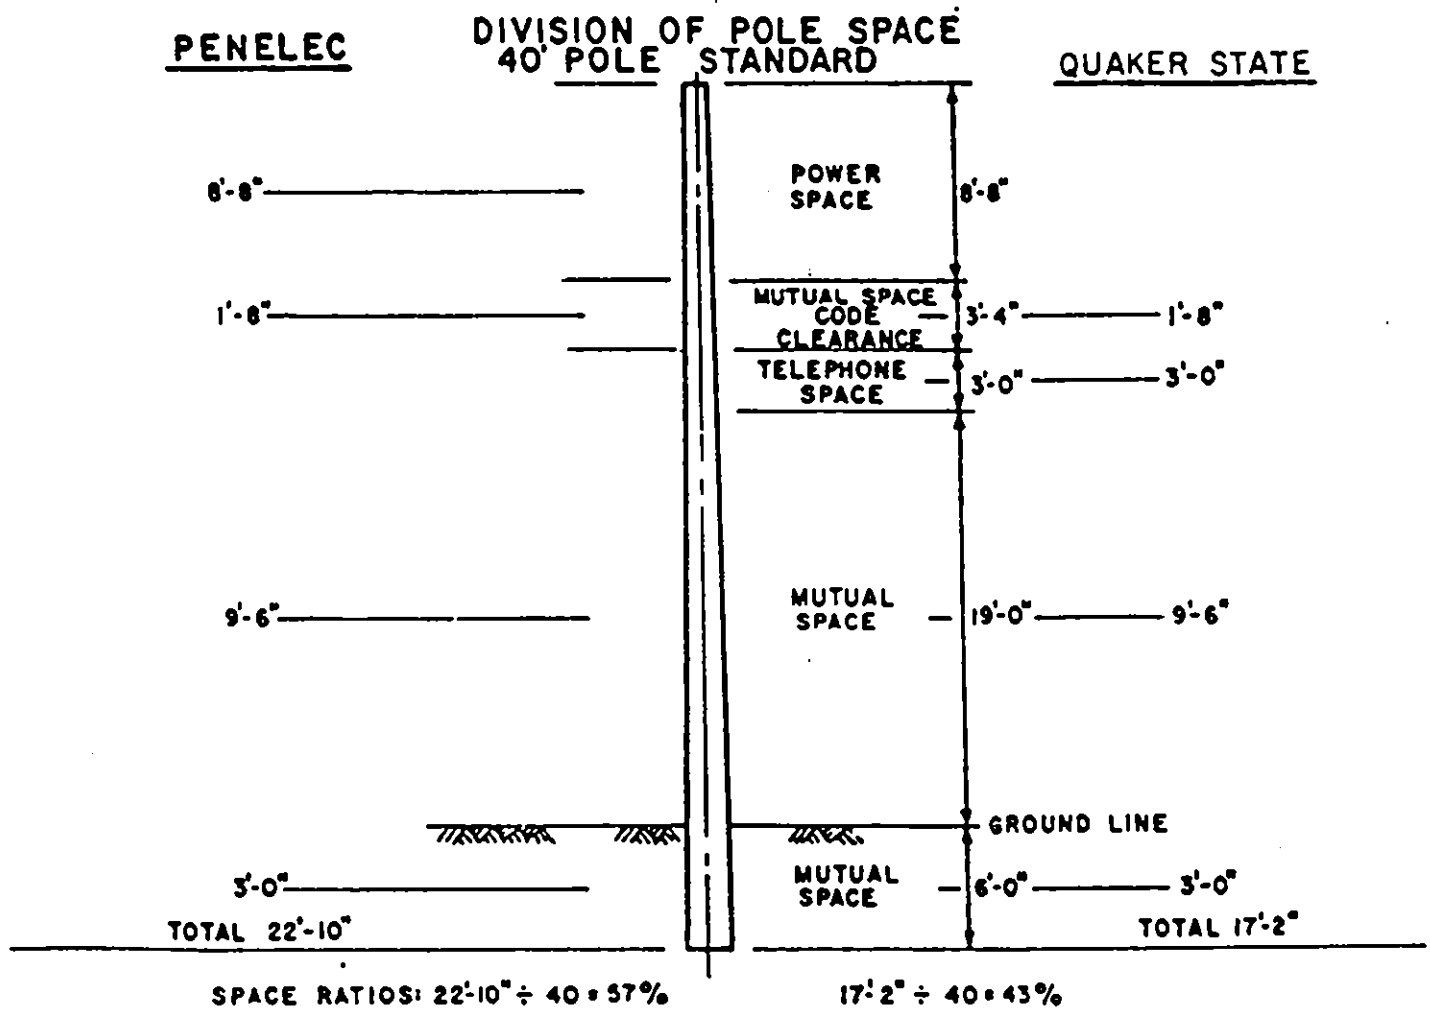 PENELEC
DIVISION OF POLE SPACE
40' POLE STANDARD
QUAKER STATE
8'-8"
POWER
SPACE
8'-8"
1'-8"
MUTUAL SPACE
CODE
CLEARANCE
3'-4"
1'-8"
TELEPHONE
SPACE
3'-0"
3'-0"
9'-6"
MUTUAL
SPACE
19'-0"
9'-6"
GROUND LINE
3'-0"
MUTUAL
SPACE
6'-0"
3'-0"
TOTAL 22'-10"
TOTAL 17'-2"
SPACE RATIOS: 22'-10" ÷ 40 = 57%
17'-2" ÷ 40 = 43%